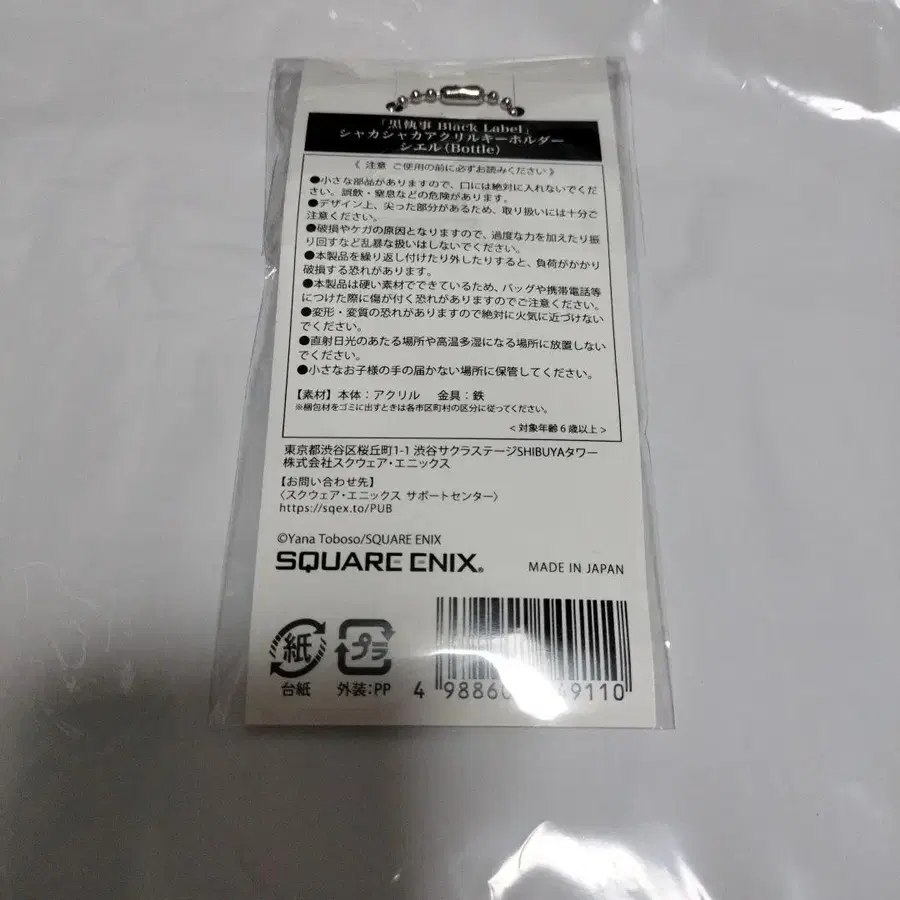 「黒執事 Black Label」
シャカシャカアクリルキーホルダー
シエル(Bottle)
《 注意 ご使用の前に必ずお読みください 》
●小さな部品がありますので、口には絶対に入れないでくだ
さい。誤飲・窒息などの危険があります。
●デザイン上、尖った部分があるため、取り扱いには十分ご
注意ください。
●破損やケガの原因となりますので、過度な力を加えたり振
り回すなど乱暴な扱いはしないでください。
●本製品を繰り返し付けたり外したりすると、負荷がかかり
破損する恐れがあります。
●本製品は硬い素材でできているため、バッグや携帯電話等
につけた際に傷が付く恐れがありますのでご注意ください。
●変形・変質の恐れがありますので絶対に火気に近づけない
でください。
●直射日光のあたる場所や高温多湿になる場所に放置しない
でください。
●小さなお子様の手の届かない場所に保管してください。
【素材】本体：アクリル 金具：鉄
※梱包材をゴミに出すときは各市区町村の区分に従ってください。
<対象年齢6歳以上>
東京都渋谷区桜丘町1-1 渋谷サクラステージSHIBUYAタワー
株式会社スクウェア・エニックス
【お問い合わせ先】
〈スクウェア・エニックス サポートセンター〉
https://sqex.to/PUB
©Yana Toboso/SQUARE ENIX
SQUARE ENIX®
MADE IN JAPAN
紙 プラ
台紙 外装：PP
4